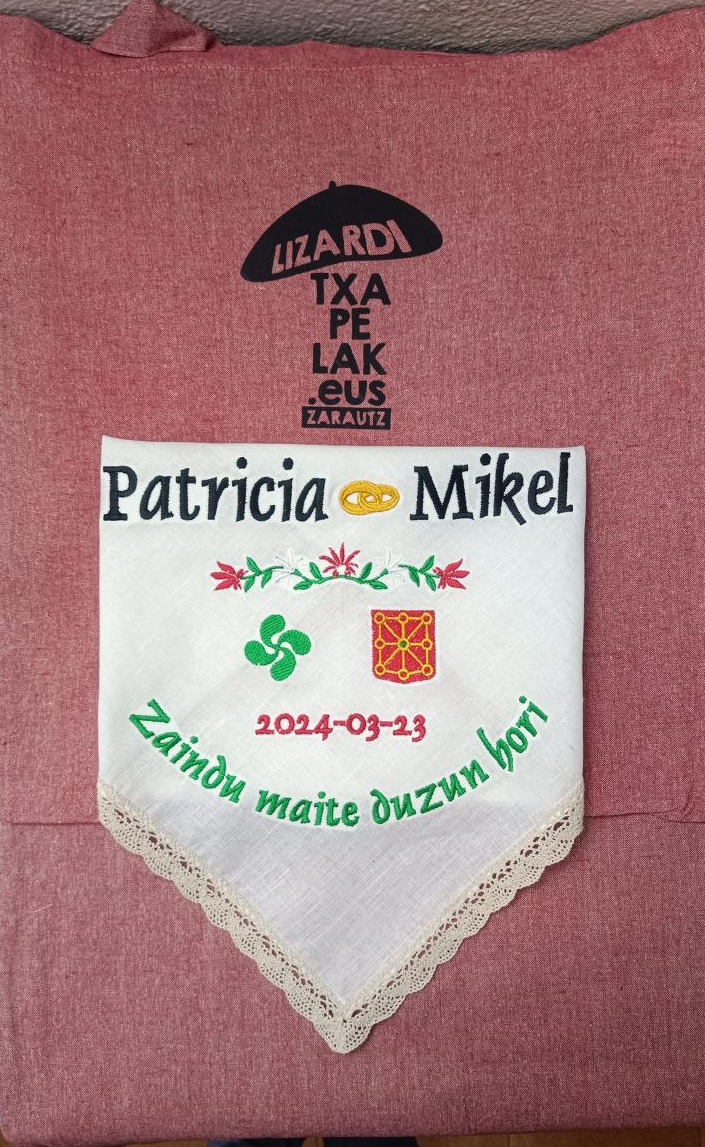 LIZARDI
TXA
PE
LAK
.eus
ZARAUTZ
Patricia Mikel
2024-03-23
Zaindu maite duzun hori